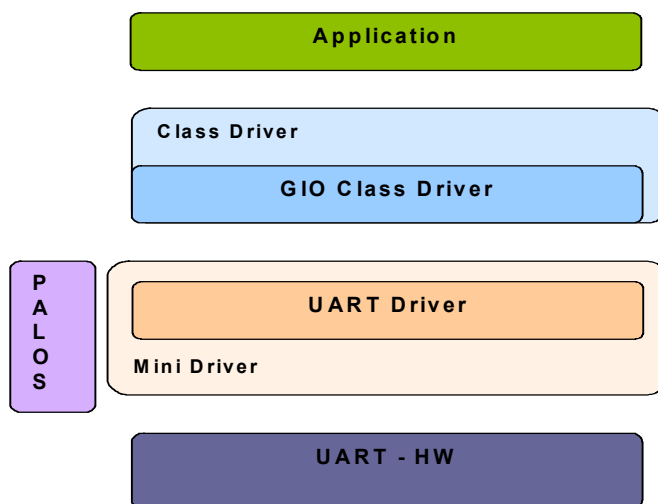 Application
Class Driver
GIO Class Driver
P
A
L
O
S
UART Driver
Mini Driver
UART - HW